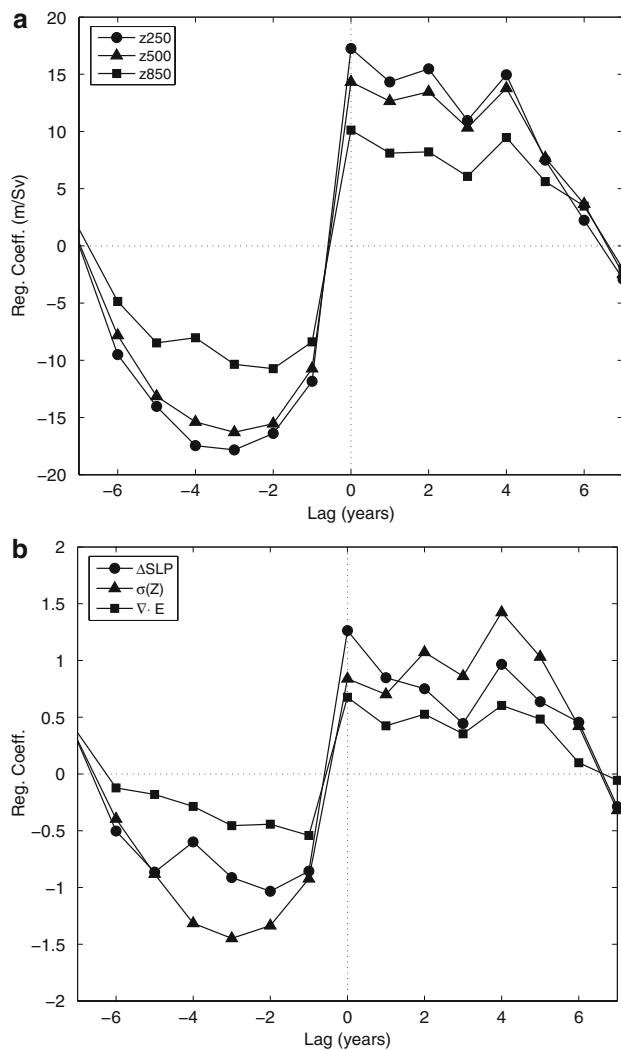 a
20
15
10
5
0
−5
−10
−15
−20
Reg. Coeff. (m/Sv)
z250
z500
z850
−6 −4 −2 0 2 4 6
Lag (years)
b
2
1.5
1
0.5
0
−0.5
−1
−1.5
−2
Reg. Coeff.
ΔSLP
σ(Z)
∇· E
−6 −4 −2 0 2 4 6
Lag (years)